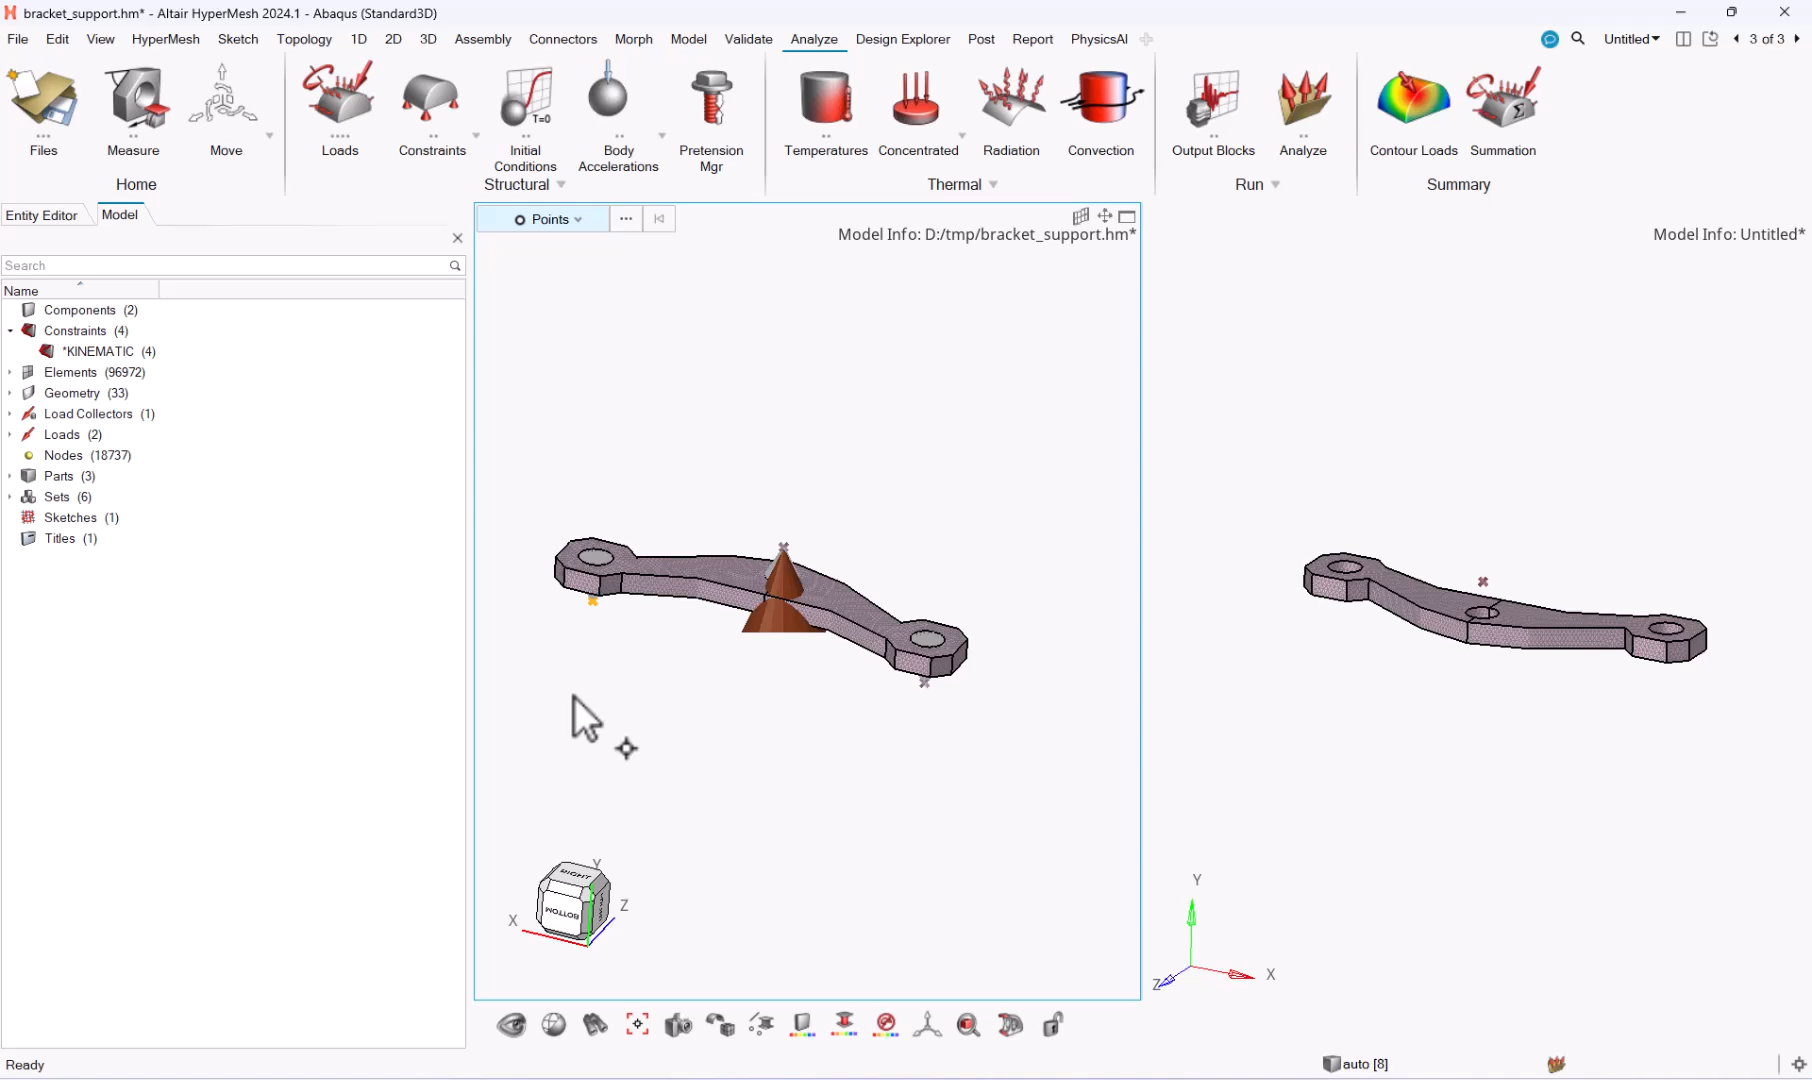 bracket_support.hm* - Altair HyperMesh 2024.1 - Abaqus (Standard3D)
File Edit View HyperMesh Sketch Topology 1D 2D 3D Assembly Connectors Morph Model Validate Analyze Design Explorer Post Report PhysicsAI Untitled 3 of 3
T=0
Files Measure Move Loads Constraints Initial Conditions Body Accelerations Pretension Mgr Temperatures Concentrated Radiation Convection Output Blocks Analyze Contour Loads Summation
Home Structural Thermal Run Summary
Entity Editor Model
Points
Model Info: D:/tmp/bracket_support.hm*
Model Info: Untitled*
Search
Name
Components (2)
Constraints (4)
*KINEMATIC (4)
Elements (96972)
Geometry (33)
Load Collectors (1)
Loads (2)
Nodes (18737)
Parts (3)
Sets (6)
Sketches (1)
Titles (1)
Y
RIGHT
BOTTOM
X
Z
Y
X
Z
Ready
auto [8]